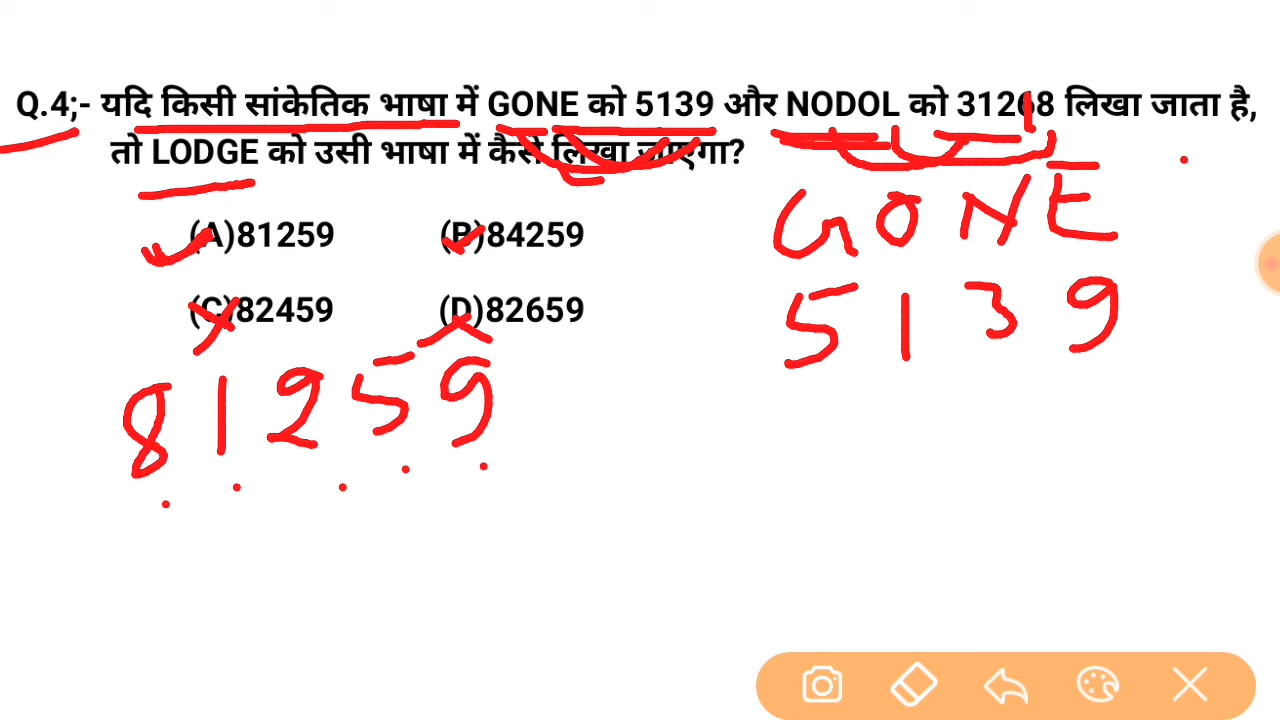 Q.4;- यदि किसी सांकेतिक भाषा में GONE को 5139 और NODOL को 31268 लिखा जाता है,
तो LODGE को उसी भाषा में कैसे लिखा जाएगा?
(A)81259 (B)84259
(C)82459 (D)82659
GONE
5139
81259